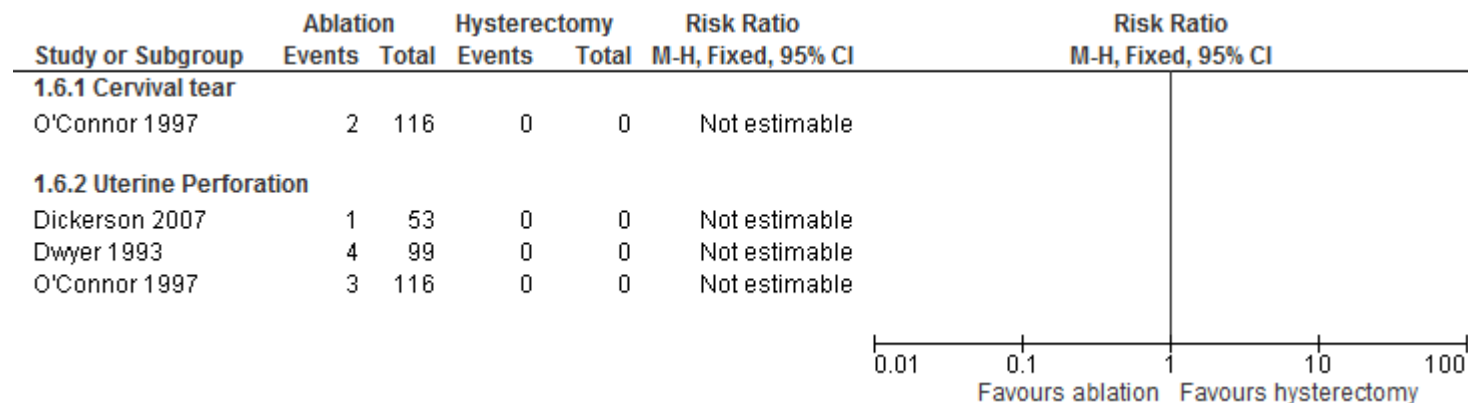 Ablation Hysterectomy Risk Ratio Risk Ratio
Study or Subgroup Events Total Events Total M-H, Fixed, 95% CI M-H, Fixed, 95% CI
1.6.1 Cervival tear
O'Connor 1997 2 116 0 0 Not estimable
1.6.2 Uterine Perforation
Dickerson 2007 1 53 0 0 Not estimable
Dwyer 1993 4 99 0 0 Not estimable
O'Connor 1997 3 116 0 0 Not estimable
0.01 0.1 1 10 100
Favours ablation Favours hysterectomy